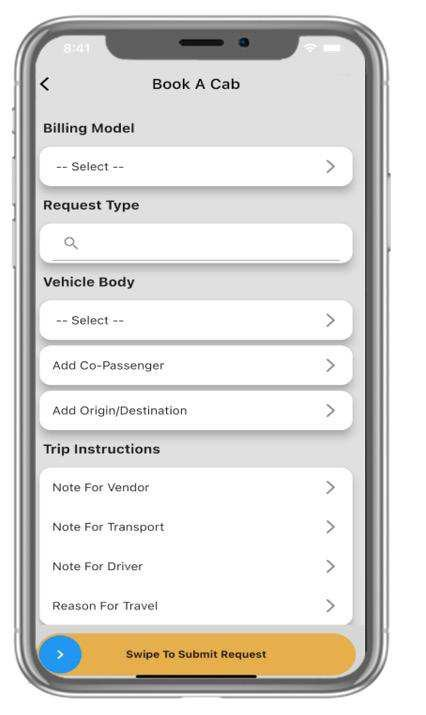 8:41
Book A Cab
Billing Model
-- Select --
Request Type
Vehicle Body
-- Select --
Add Co-Passenger
Add Origin/Destination
Trip Instructions
Note For Vendor
Note For Transport
Note For Driver
Reason For Travel
Swipe To Submit Request